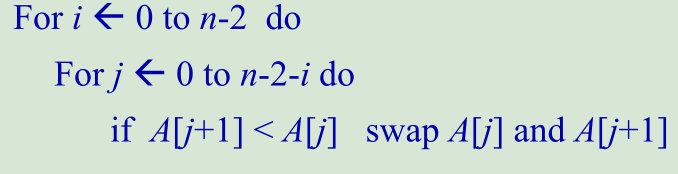 For i ← 0 to n-2 do
For j ← 0 to n-2-i do
if A[j+1] < A[j] swap A[j] and A[j+1]